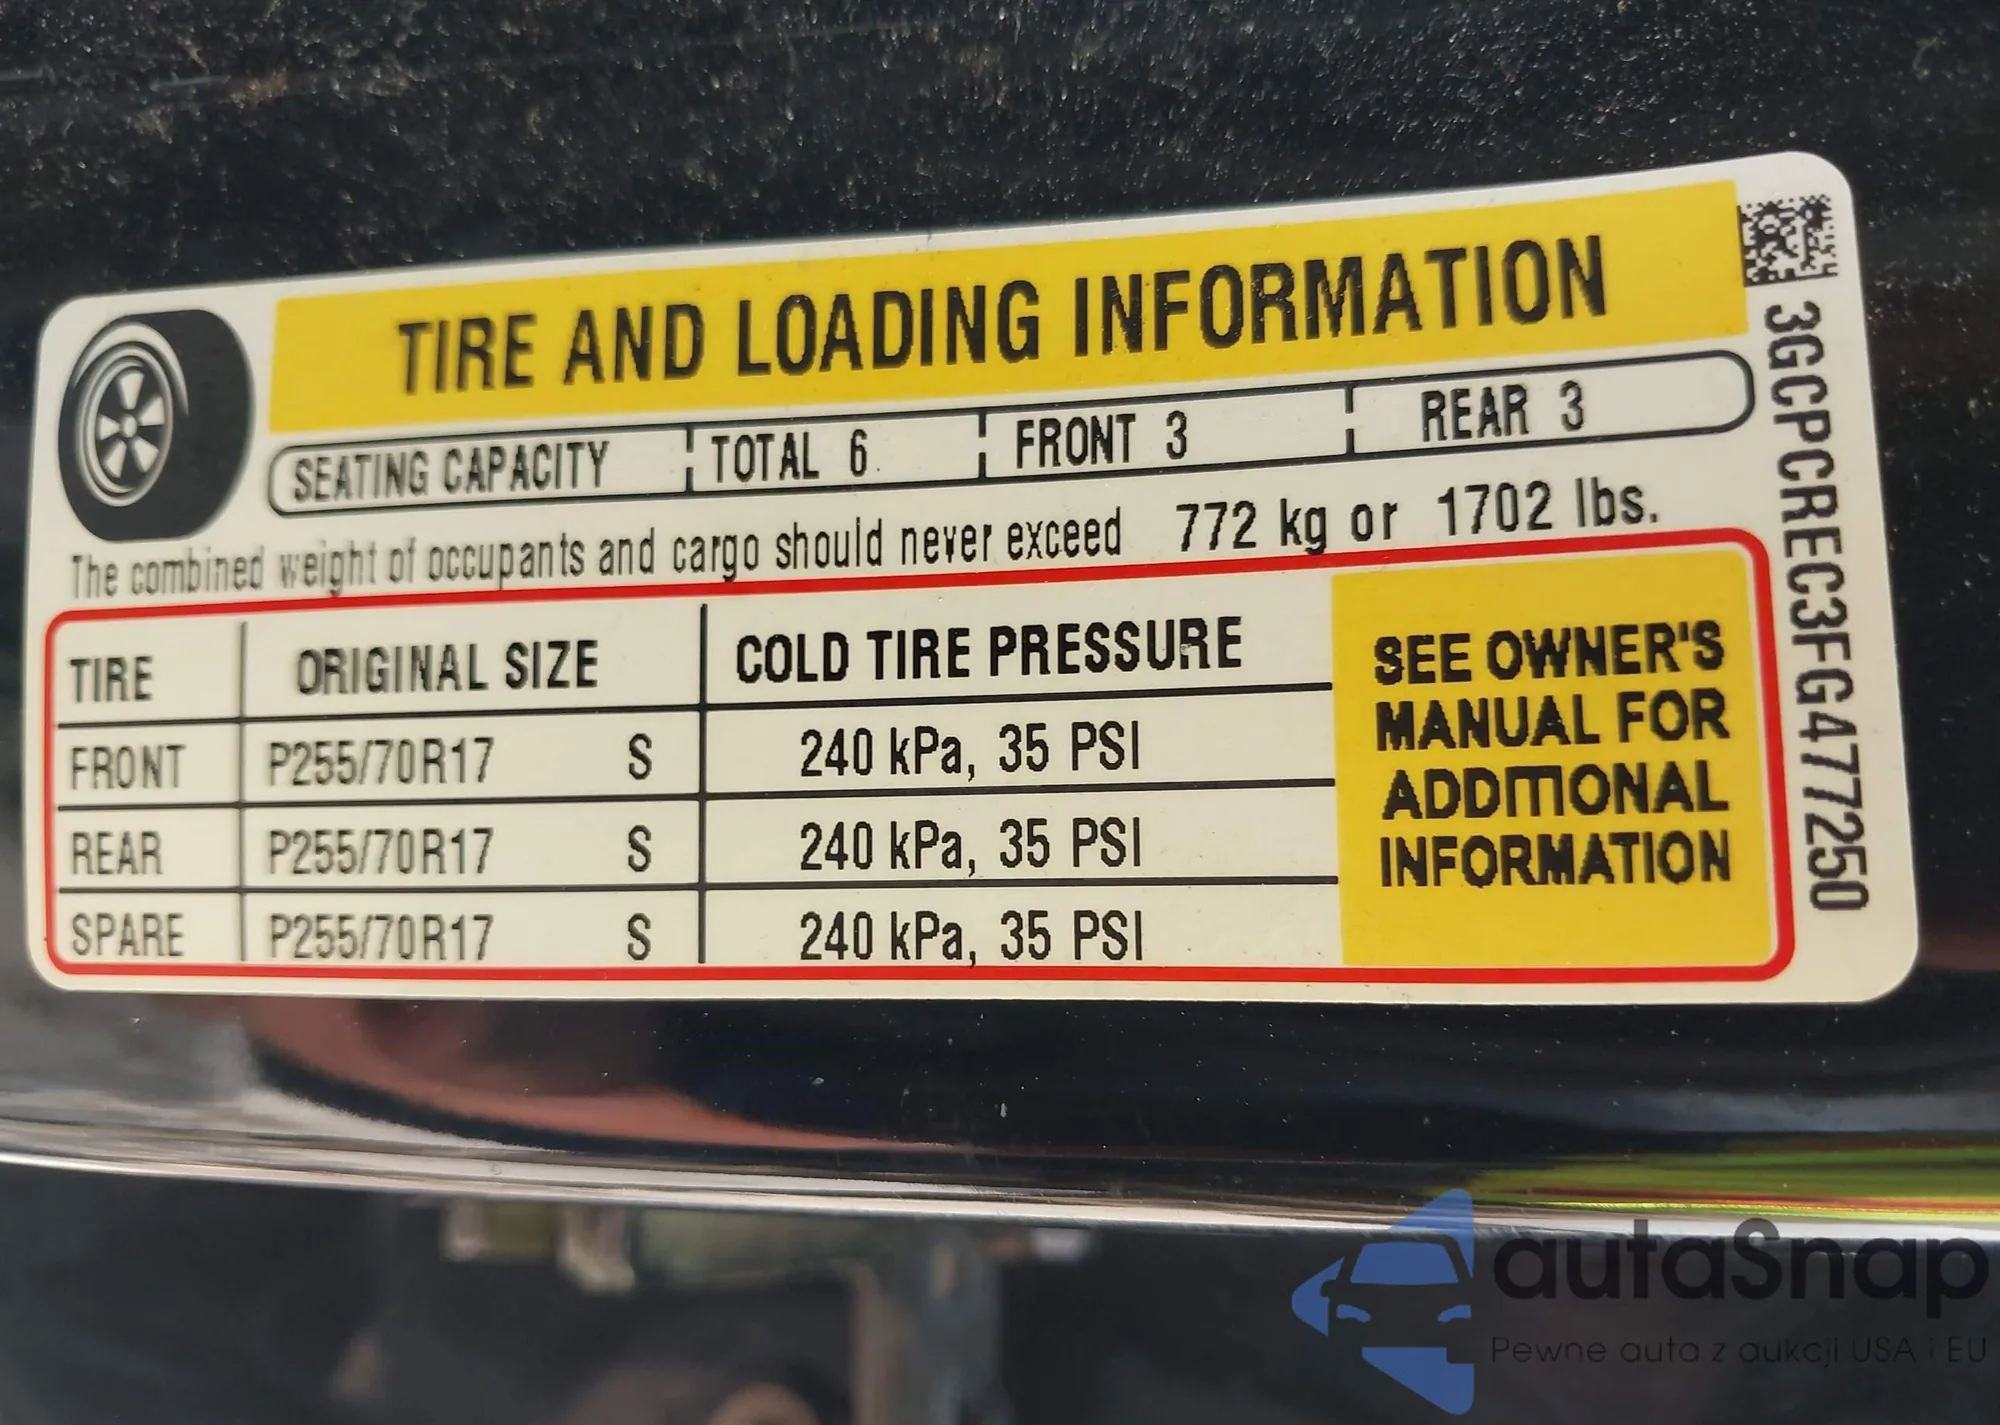 TIRE AND LOADING INFORMATION
SEATING CAPACITY TOTAL 6 FRONT 3 REAR 3
The combined weight of occupants and cargo should never exceed 772 kg or 1702 lbs.
TIRE ORIGINAL SIZE COLD TIRE PRESSURE
FRONT P255/70R17 S 240 kPa, 35 PSI
REAR P255/70R17 S 240 kPa, 35 PSI
SPARE P255/70R17 S 240 kPa, 35 PSI
SEE OWNER'S
MANUAL FOR
ADDITIONAL
INFORMATION
3GCPCREC3FG477250
autaSnap
Pewne auta z aukcji USA i EU